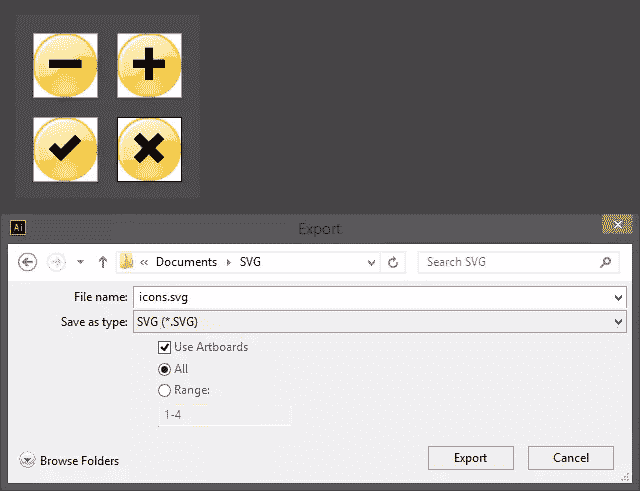 Ai
Export
« Documents SVG
Search SVG
File name: icons.svg
Save as type: SVG (*.SVG)
Use Artboards
All
Range:
1-4
Browse Folders
Export
Cancel